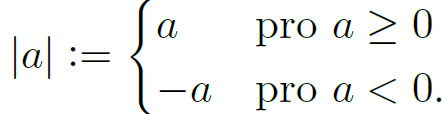 |a| := { a pro a ≥ 0
−a pro a < 0.